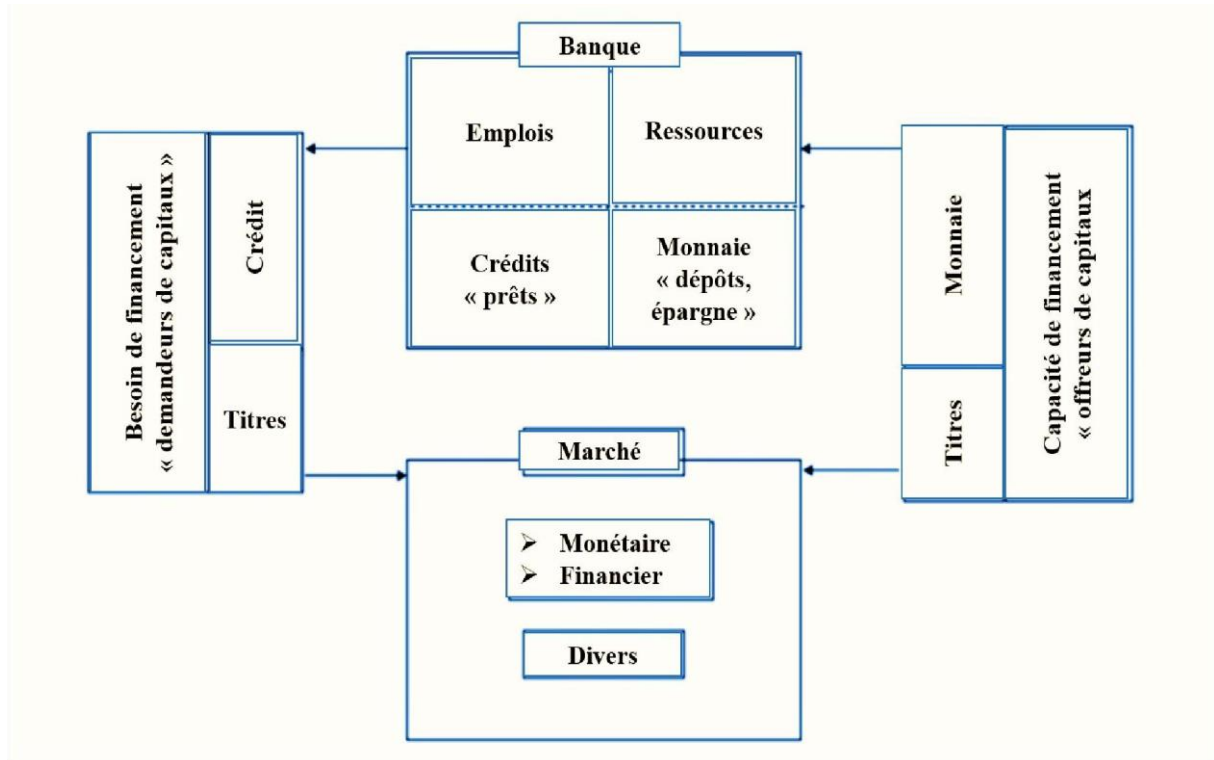 Banque
Emplois
Ressources
Crédits
« prêts »
Monnaie
« dépôts,
épargne »
Besoin de financement
« demandeurs de capitaux »
Crédit
Titres
Monnaie
Titres
Capacité de financement
« offreurs de capitaux
Marché
➢ Monétaire
➢ Financier
Divers